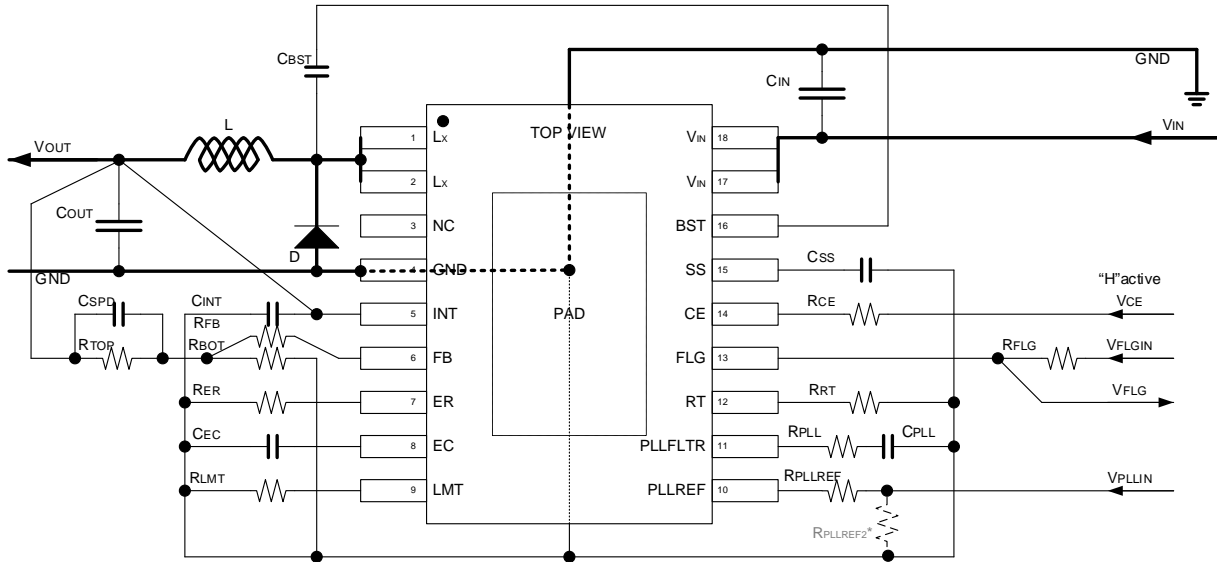 CBST
GND
CIN
L
TOP VIEW
VOUT
1 LX
VIN 18
VIN
2 LX
VIN 17
COUT
3 NC
BST 16
D
GND
GND
SS 15
CSS
"H"active
CSPD
CINT
5 INT
PAD
CE 14
RCE
VCE
RFB
RTOP
RBOT
6 FB
FLG 13
RFLG
VFLGIN
RER
7 ER
RT 12
RRT
VFLG
CEC
8 EC
PLLFLTR 11
RPLL
CPLL
RLMT
9 LMT
PLLREF 10
RPLLREF
VPLLIN
RPLLREF2*